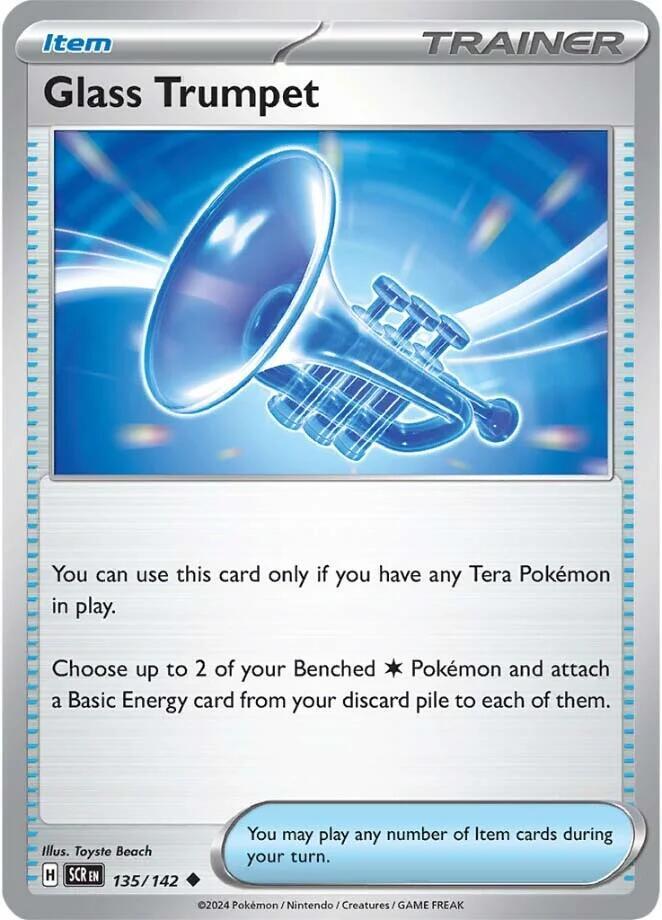 Item
TRAINER
Glass Trumpet
You can use this card only if you have any Tera Pokémon
in play.
Choose up to 2 of your Benched Pokémon and attach
a Basic Energy card from your discard pile to each of them.
You may play any number of Item cards during
your turn.
Illus. Toyste Beach
H SCR EN 135/142
©2024 Pokémon / Nintendo / Creatures / GAME FREAK